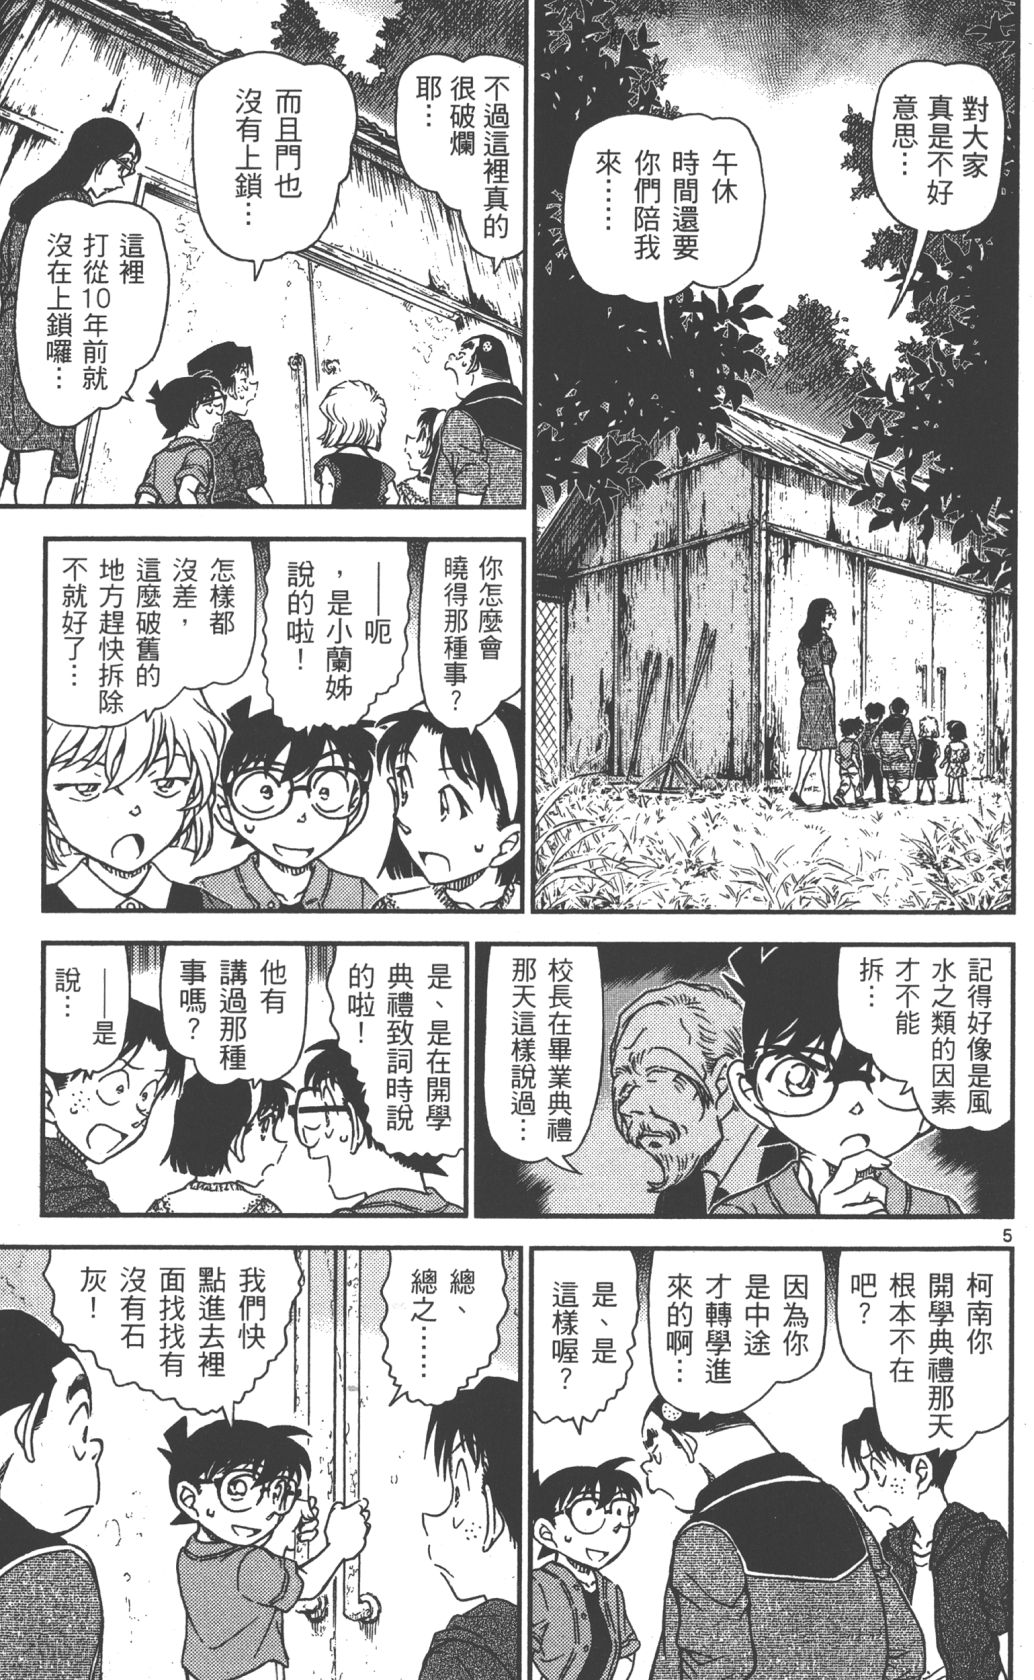 對大家
真是不好
意思…
午休
時間還要
你們陪我
來……
不過這裡真的
很破爛
耶…
而且門也
沒有上鎖…
這裡
打從10年前就
沒在上鎖囉…
你怎麼會
曉得那種事?
——呃
，是小蘭姊
說的啦!
怎樣都
沒差，
這麼破舊的
地方趕快拆除
不就好了…
記得好像是風
水之類的因素
才不能
拆…
校長在畢業典禮
那天這樣說過…
是、是在開學
典禮致詞時說
的啦!
他有
講過那種
事嗎?
——是
說…
5
柯南你
開學典禮那天
根本不在
吧?
因為你
是中途
才轉學進
來的啊…
是、是
這樣喔?
總、
總之……
我們快
點進去裡
面找找有
沒有石
灰!